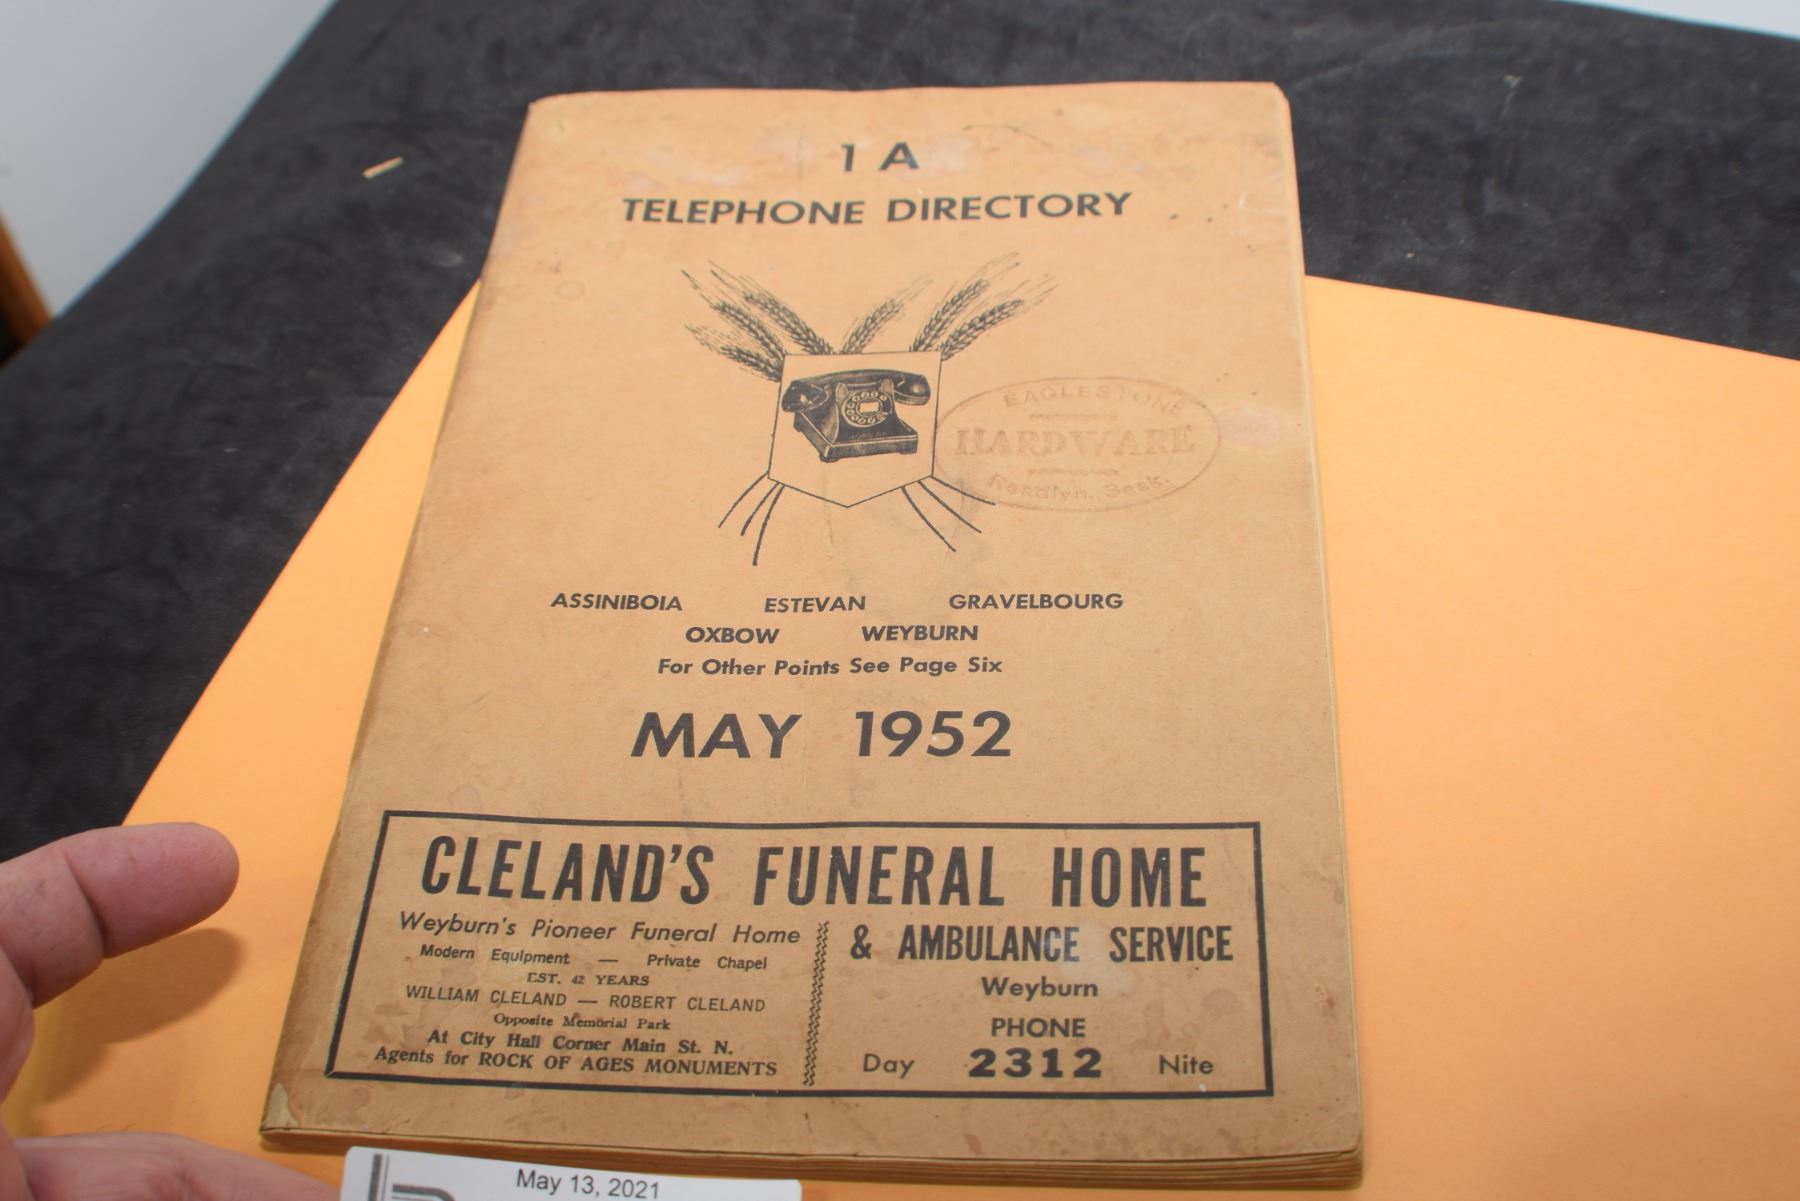 1 A
TELEPHONE DIRECTORY
EAGLESTONE
HARDWARE
Readlyn, Sask.
ASSINIBOIA ESTEVAN GRAVELBOURG
OXBOW WEYBURN
For Other Points See Page Six
MAY 1952
CLELAND'S FUNERAL HOME
Weyburn's Pioneer Funeral Home
Modern Equipment — Private Chapel
EST. 42 YEARS
WILLIAM CLELAND — ROBERT CLELAND
Opposite Memorial Park
At City Hall Corner Main St. N.
Agents for ROCK OF AGES MONUMENTS
& AMBULANCE SERVICE
Weyburn
PHONE
Day 2312 Nite
May 13, 2021